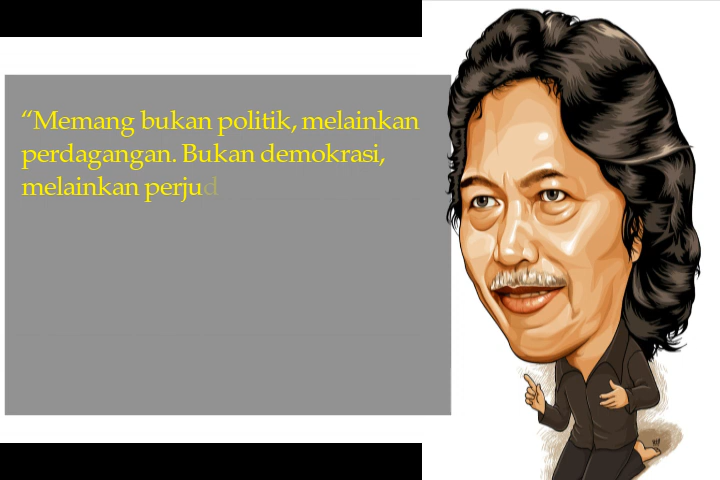 “Memang bukan politik, melainkan
perdagangan. Bukan demokrasi,
melainkan perjud